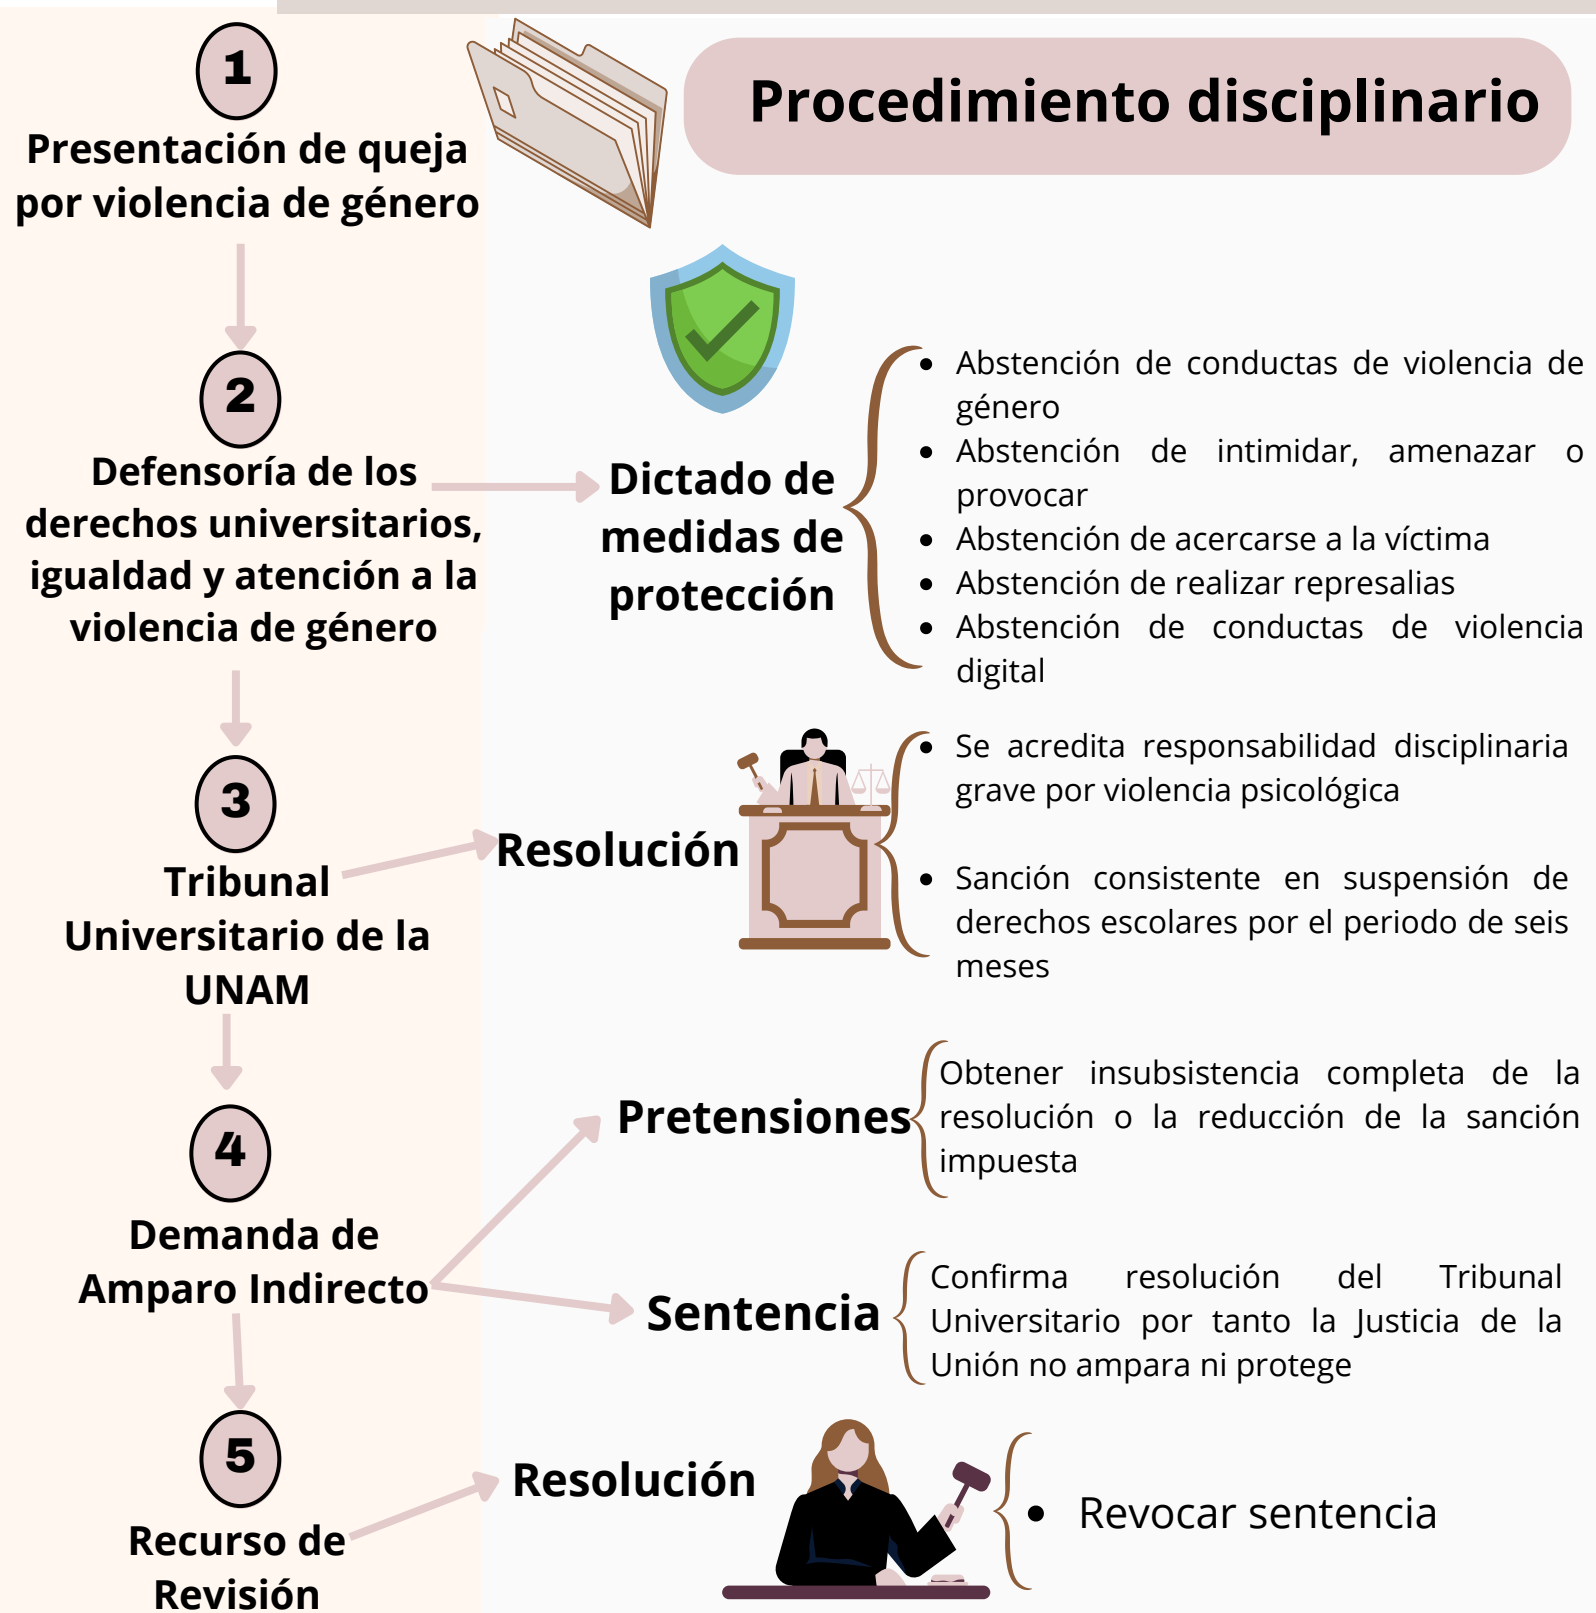 Procedimiento disciplinario
1
Presentación de queja
por violencia de género
2
Defensoría de los
derechos universitarios,
igualdad y atención a la
violencia de género
Dictado de
medidas de
protección
• Abstención de conductas de violencia de
género
• Abstención de intimidar, amenazar o
provocar
• Abstención de acercarse a la víctima
• Abstención de realizar represalias
• Abstención de conductas de violencia
digital
3
Tribunal
Universitario de la
UNAM
Resolución
• Se acredita responsabilidad disciplinaria
grave por violencia psicológica
• Sanción consistente en suspensión de
derechos escolares por el periodo de seis
meses
4
Demanda de
Amparo Indirecto
Pretensiones
Obtener insubsistencia completa de la
resolución o la reducción de la sanción
impuesta
Sentencia
Confirma resolución del Tribunal
Universitario por tanto la Justicia de la
Unión no ampara ni protege
5
Recurso de
Revisión
Resolución
• Revocar sentencia